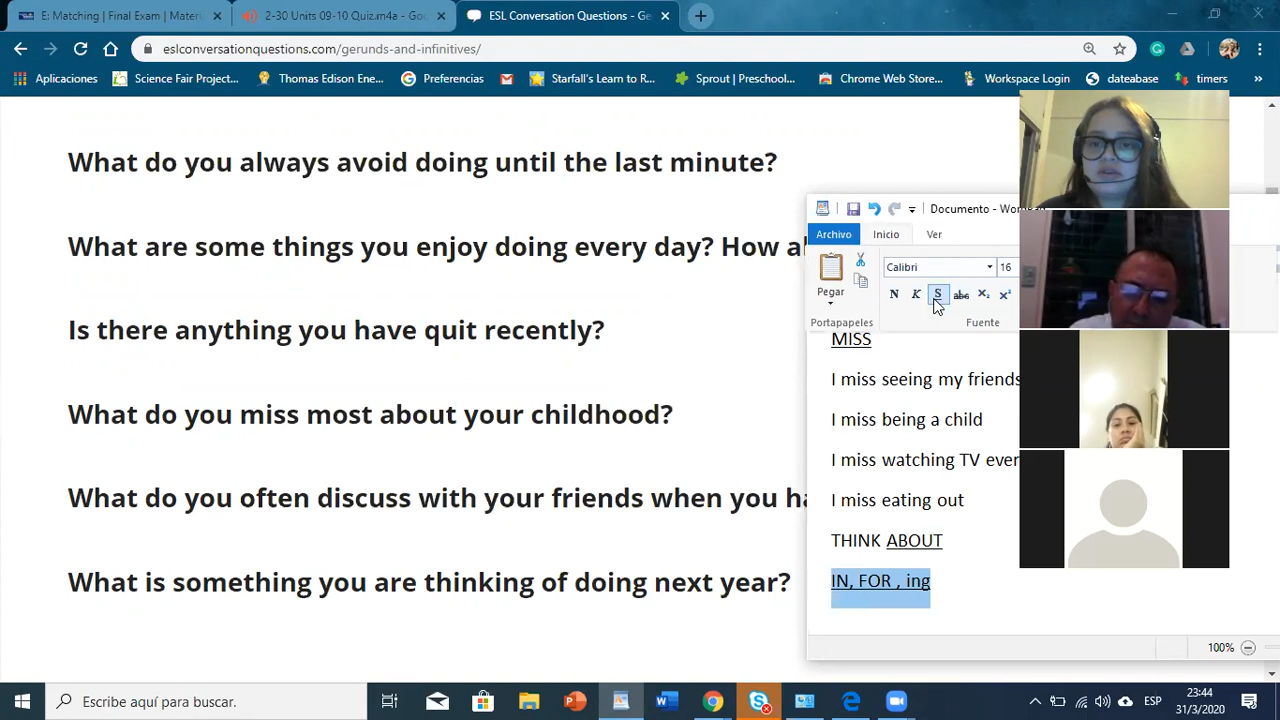 E: Matching | Final Exam | Mater
2-30 Units 09-10 Quiz.m4a - Goo
ESL Conversation Questions - Ge
eslconversationquestions.com/gerunds-and-infinitives/
Aplicaciones
Science Fair Project...
Thomas Edison Ene...
Preferencias
Starfall's Learn to R...
Sprout | Preschool...
Chrome Web Store...
Workspace Login
dateabase
timers
»
What do you always avoid doing until the last minute?
What are some things you enjoy doing every day? How ab
Is there anything you have quit recently?
What do you miss most about your childhood?
What do you often discuss with your friends when you ha
What is something you are thinking of doing next year?
Documento - Wor
Archivo
Inicio
Ver
Pegar
Calibri
16
N K S abc X₂ X²
Portapapeles
Fuente
MISS
I miss seeing my friends
I miss being a child
I miss watching TV ever
I miss eating out
THINK ABOUT
IN, FOR , ing
100%
Escribe aquí para buscar.
ESP
23:44
31/3/2020